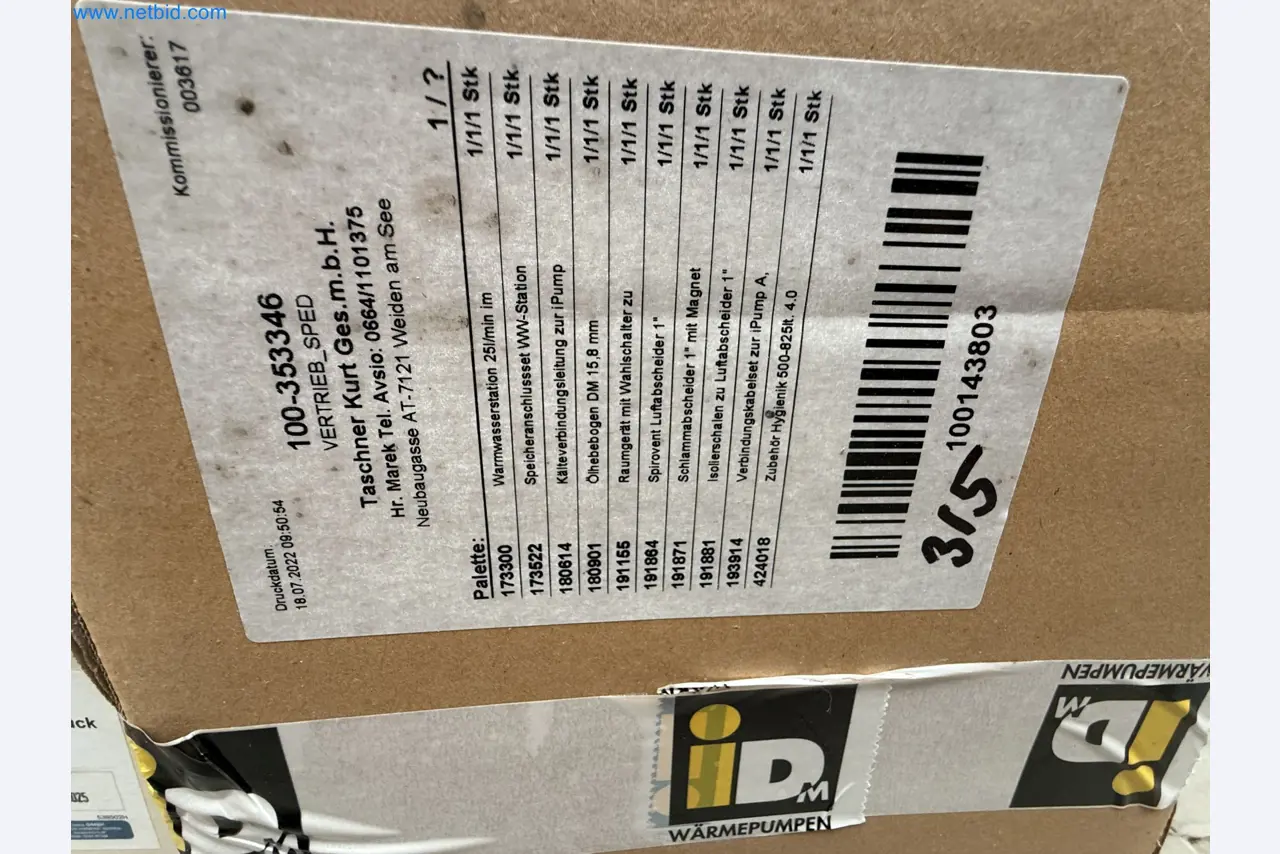 www.netbid.com
Kommissionierer:
003617
Druckdatum:
18.07.2022 09:50:54
100-353346
VERTRIEB_SPED
Taschner Kurt Ges.m.b.H.
Hr. Marek Tel. Avsio: 0664/1101375
Neubaugasse AT-7121 Weiden am See
Palette: 1 / ?
173300 Warmwasserstation 25l/min im 1/1/1 Stk
173522 Speicheranschlussset WW-Station 1/1/1 Stk
180614 Kälteverbindungsleitung zur iPump 1/1/1 Stk
180901 Ölhebebogen DM 15,8 mm 1/1/1 Stk
191155 Raumgerät mit Wahlschalter zu 1/1/1 Stk
191864 Spirovent Luftabscheider 1" 1/1/1 Stk
191871 Schlammabscheider 1" mit Magnet 1/1/1 Stk
191881 Isolierschalen zu Luftabscheider 1" 1/1/1 Stk
193914 Verbindungskabelset zur iPump A, 1/1/1 Stk
424018 Zubehör Hygienik 500-825lt. 4.0 1/1/1 Stk
100143803
3/5
iDM
WÄRMEPUMPEN
iDM
WÄRMEPUMPEN
DM